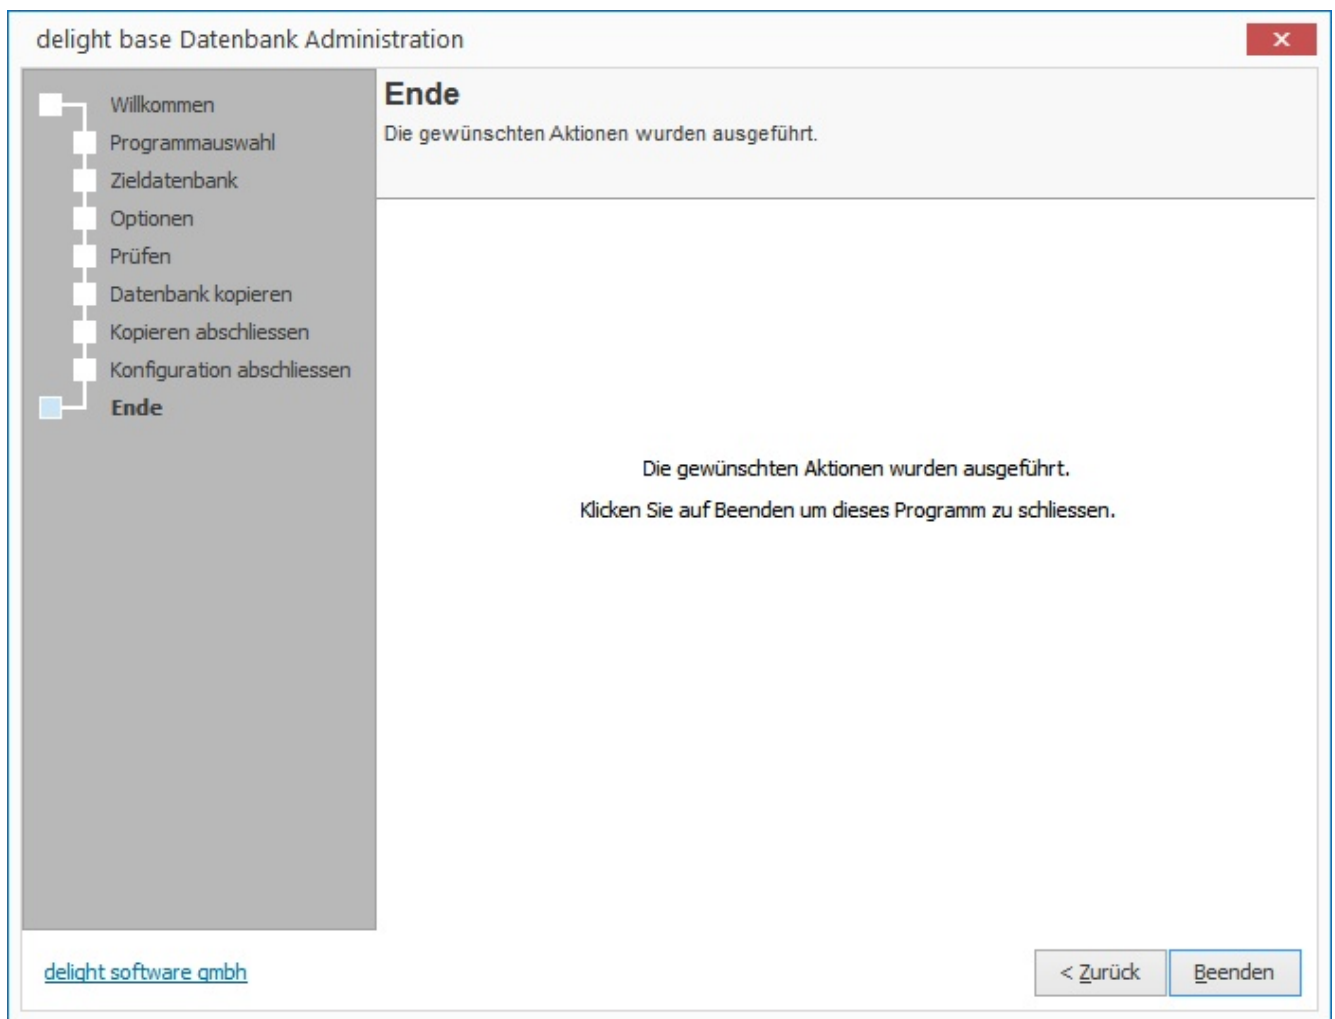 delight base Datenbank Administration
Willkommen
Programmauswahl
Zieldatenbank
Optionen
Prüfen
Datenbank kopieren
Kopieren abschliessen
Konfiguration abschliessen
Ende
Ende
Die gewünschten Aktionen wurden ausgeführt.
Die gewünschten Aktionen wurden ausgeführt.
Klicken Sie auf Beenden um dieses Programm zu schliessen.
delight software gmbh
< Zurück
Beenden